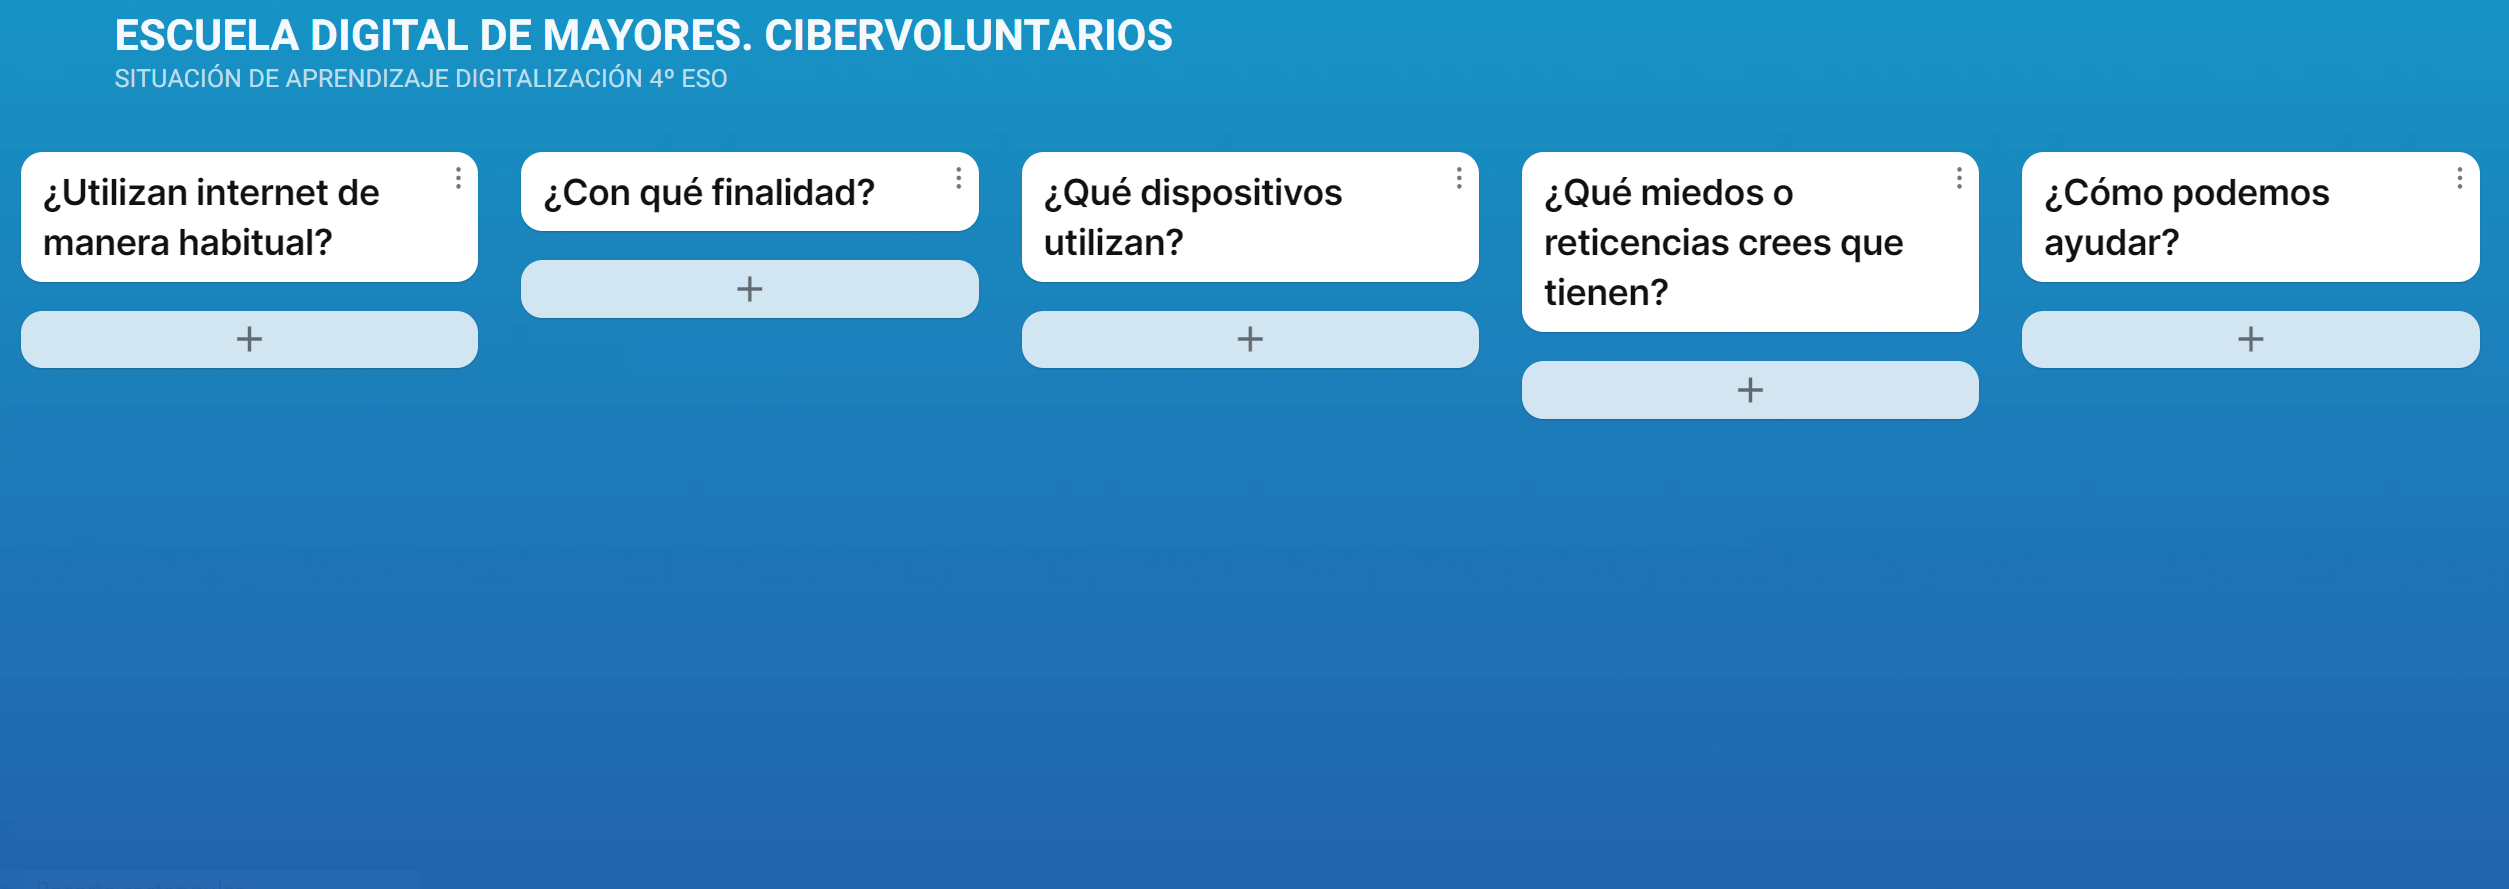 ESCUELA DIGITAL DE MAYORES. CIBERVOLUNTARIOS
SITUACIÓN DE APRENDIZAJE DIGITALIZACIÓN 4º ESO
¿Utilizan internet de
manera habitual?
¿Con qué finalidad?
¿Qué dispositivos
utilizan?
¿Qué miedos o
reticencias crees que
tienen?
¿Cómo podemos
ayudar?